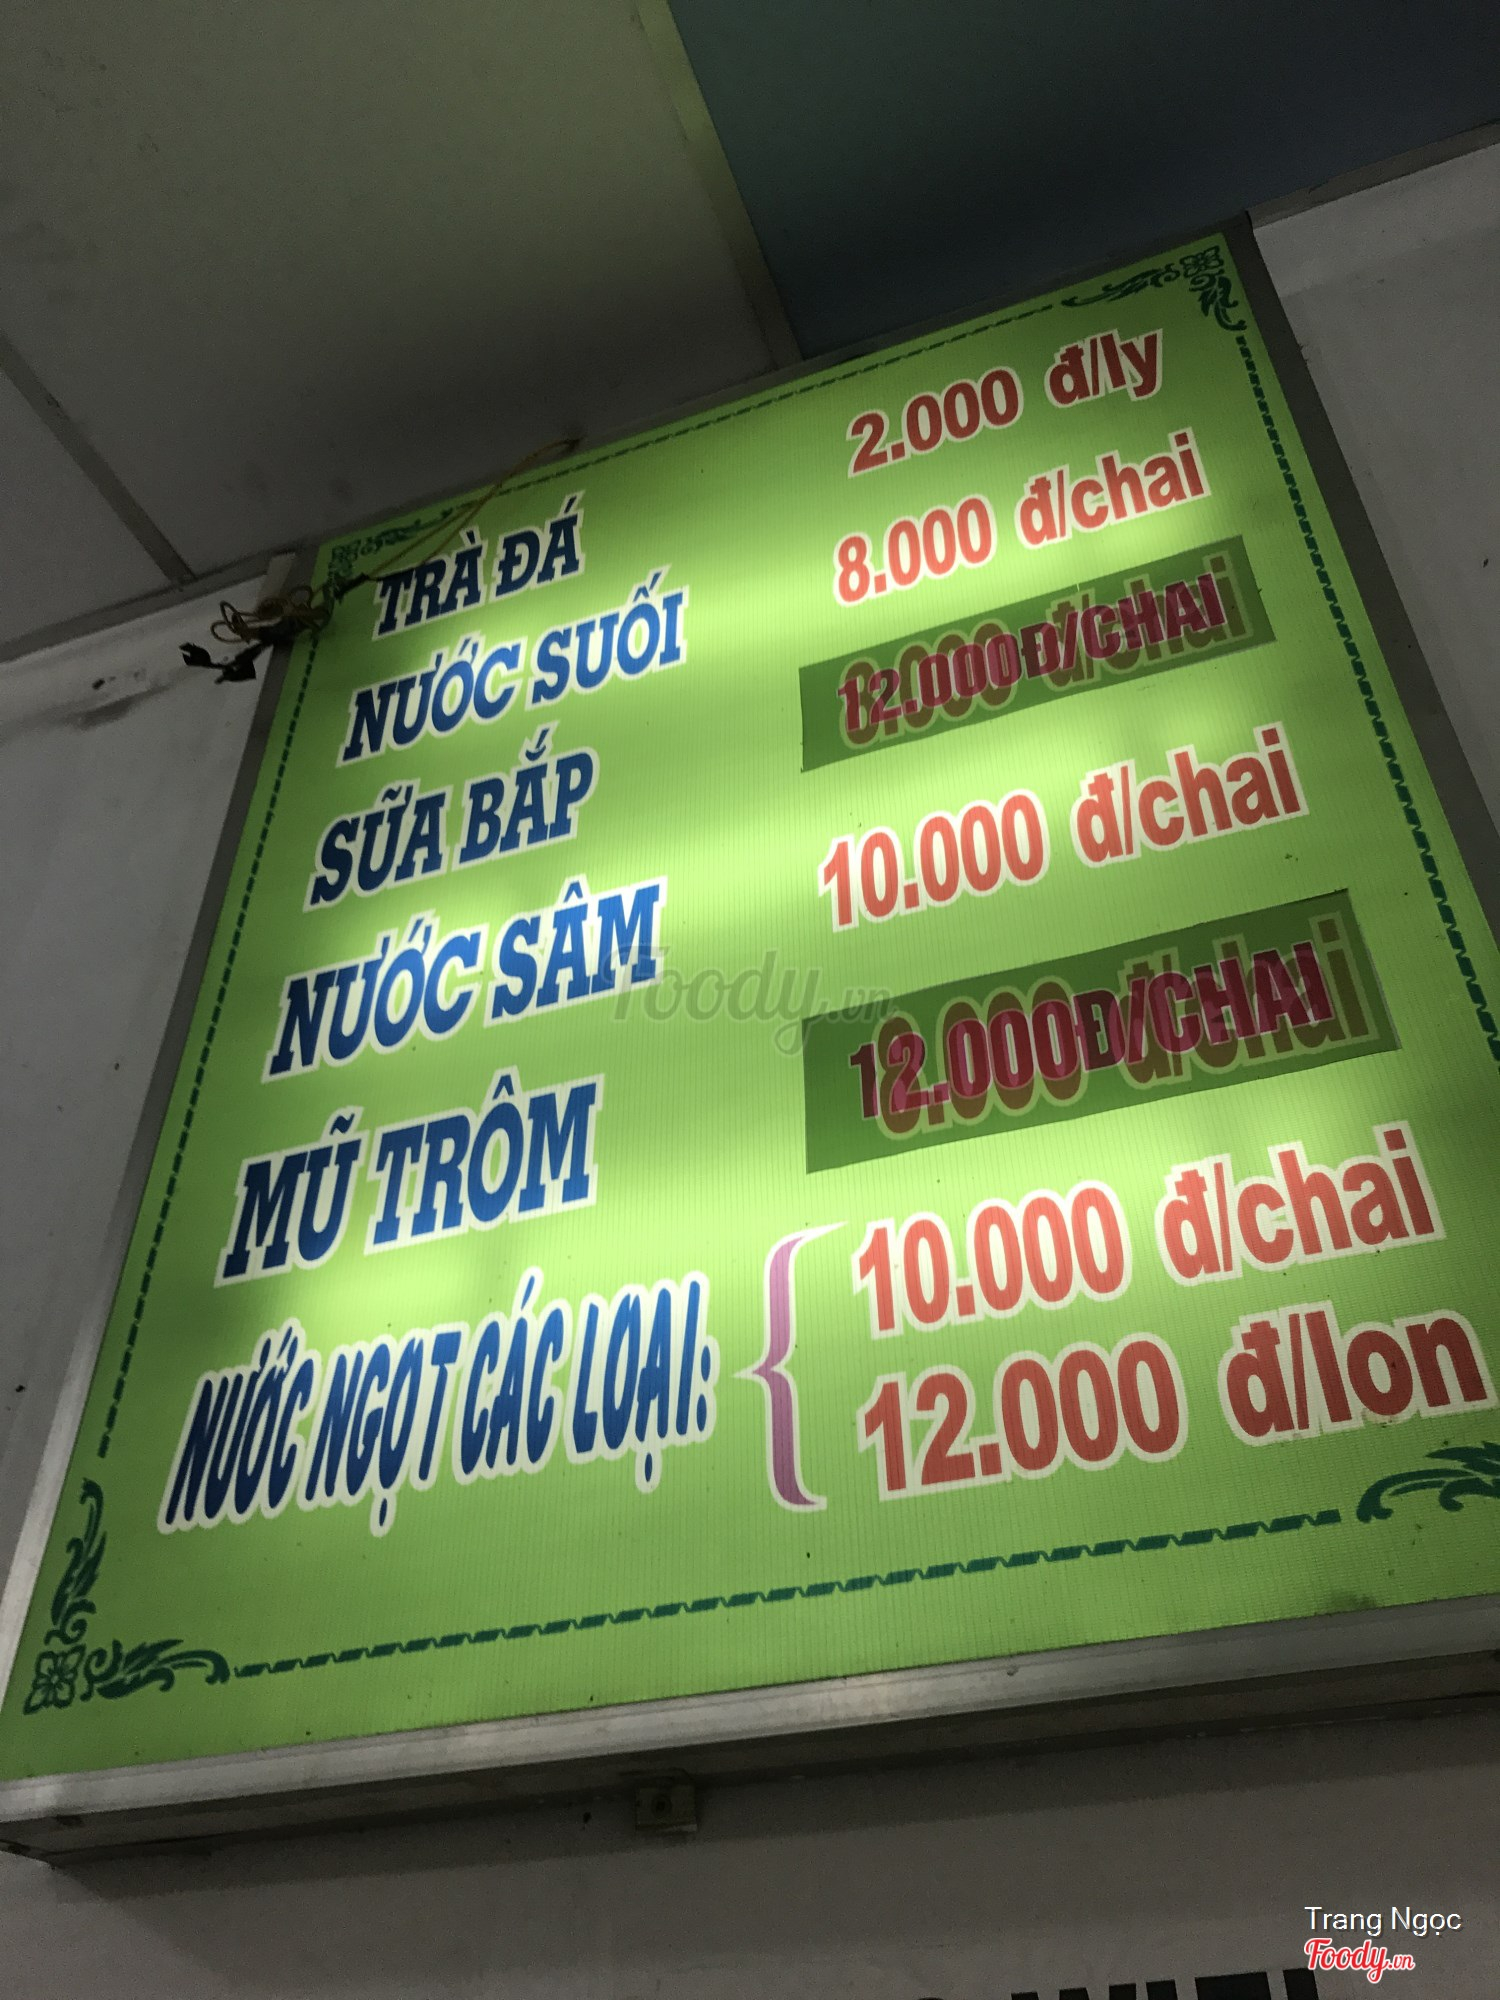 TRÀ ĐÁ 2.000 đ/ly
NƯỚC SUỐI 8.000 đ/chai
SỮA BẮP 12.000Đ/CHAI
NƯỚC SÂM 10.000 đ/chai
MŨ TRÔM 12.000Đ/CHAI
NƯỚC NGỌT CÁC LOẠI: 10.000 đ/chai
12.000 đ/lon
Foody.vn
Trang Ngọc
Foody.vn